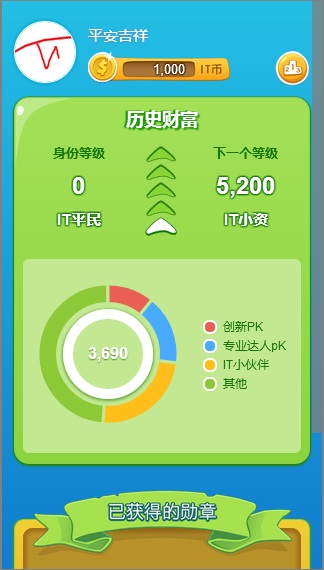 平安吉祥
1,000 IT币
历史财富
身份等级 下一个等级
0 5,200
IT平民 IT小资
创新PK
专业达人pK
3,690
IT小伙伴
其他
已获得的勋章